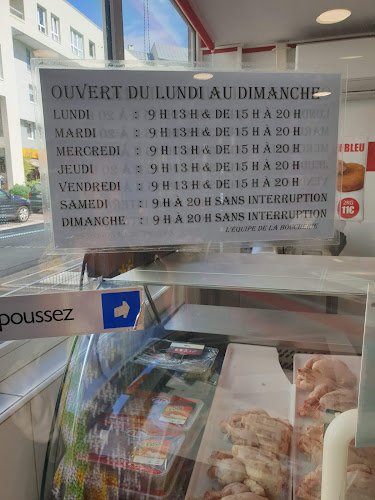 OUVERT DU LUNDI AU DIMANCHE
LUNDI : 9 H 13 H & DE 15 H À 20 H
MARDI : 9 H 13 H & DE 15 H À 20 H
MERCREDI : 9 H 13 H & DE 15 H À 20 H
JEUDI : 9 H 13 H & DE 15 H À 20 H
VENDREDI : 9 H 13 H & DE 15 H À 20 H
SAMEDI : 9 H À 20 H SANS INTERRUPTION
DIMANCHE : 9 H À 20 H SANS INTERRUPTION
L'ÉQUIPE DE LA BOUCHERIE
BLEU
2KG
11€
poussez